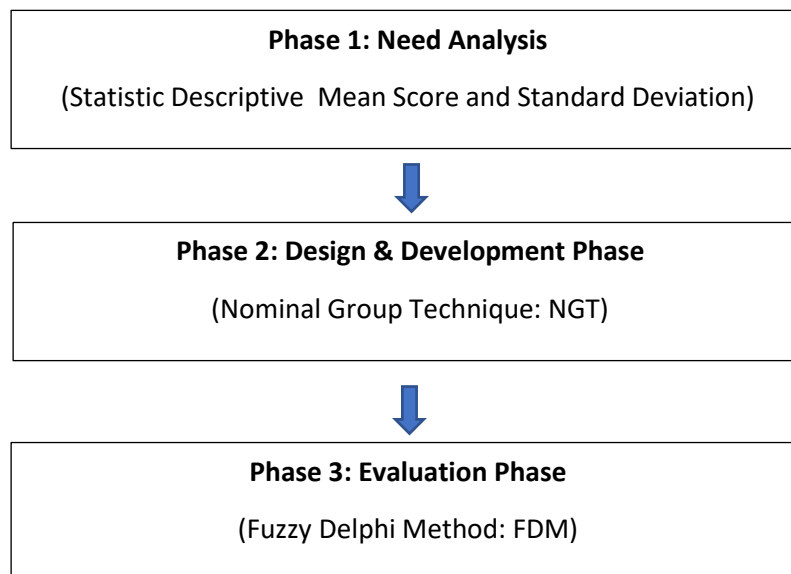 Phase 1: Need Analysis
(Statistic Descriptive  Mean Score and Standard Deviation)
Phase 2: Design & Development Phase
(Nominal Group Technique: NGT)
Phase 3: Evaluation Phase
(Fuzzy Delphi Method: FDM)